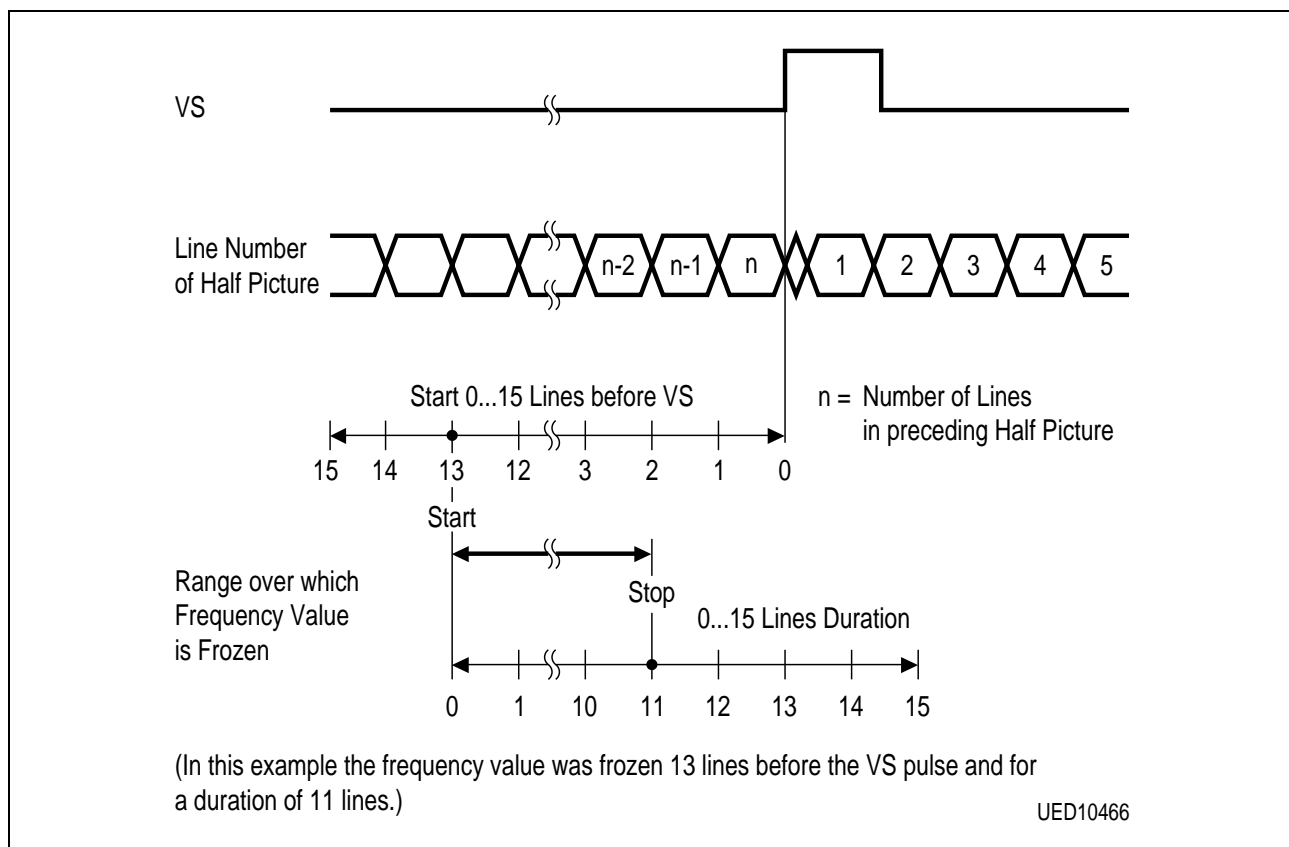 VS
Line Number
of Half Picture
n-2 n-1 n 1 2 3 4 5
Start 0...15 Lines before VS
n = Number of Lines
in preceding Half Picture
15 14 13 12 3 2 1 0
Start
Range over which
Frequency Value
is Frozen
Stop
0...15 Lines Duration
0 1 10 11 12 13 14 15
(In this example the frequency value was frozen 13 lines before the VS pulse and for
a duration of 11 lines.)
UED10466